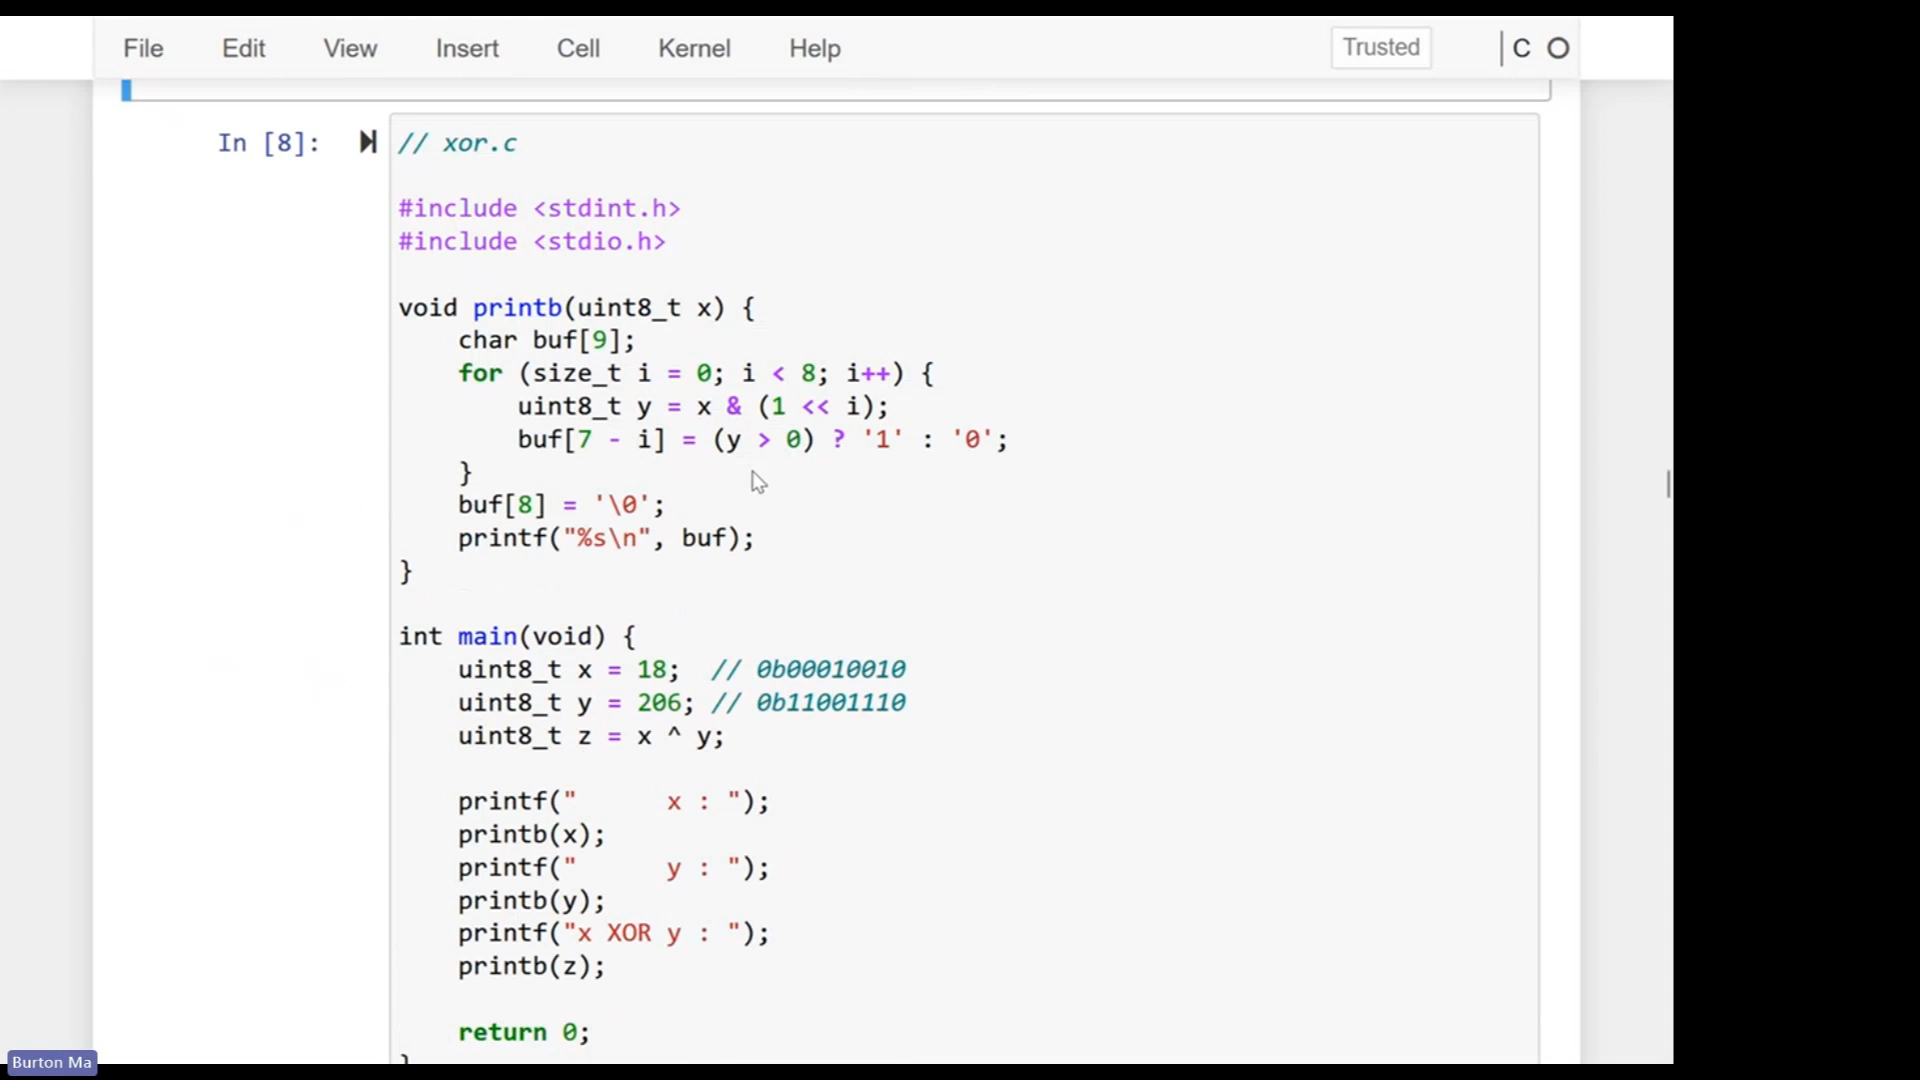 File Edit View Insert Cell Kernel Help Trusted C
In [8]: // xor.c
#include <stdint.h>
#include <stdio.h>
void printb(uint8_t x) {
    char buf[9];
    for (size_t i = 0; i < 8; i++) {
        uint8_t y = x & (1 << i);
        buf[7 - i] = (y > 0) ? '1' : '0';
    }
    buf[8] = '\0';
    printf("%s\n", buf);
}
int main(void) {
    uint8_t x = 18;  // 0b00010010
    uint8_t y = 206; // 0b11001110
    uint8_t z = x ^ y;
    printf("      x : ");
    printb(x);
    printf("      y : ");
    printb(y);
    printf("x XOR y : ");
    printb(z);
    return 0;
}
Burton Ma